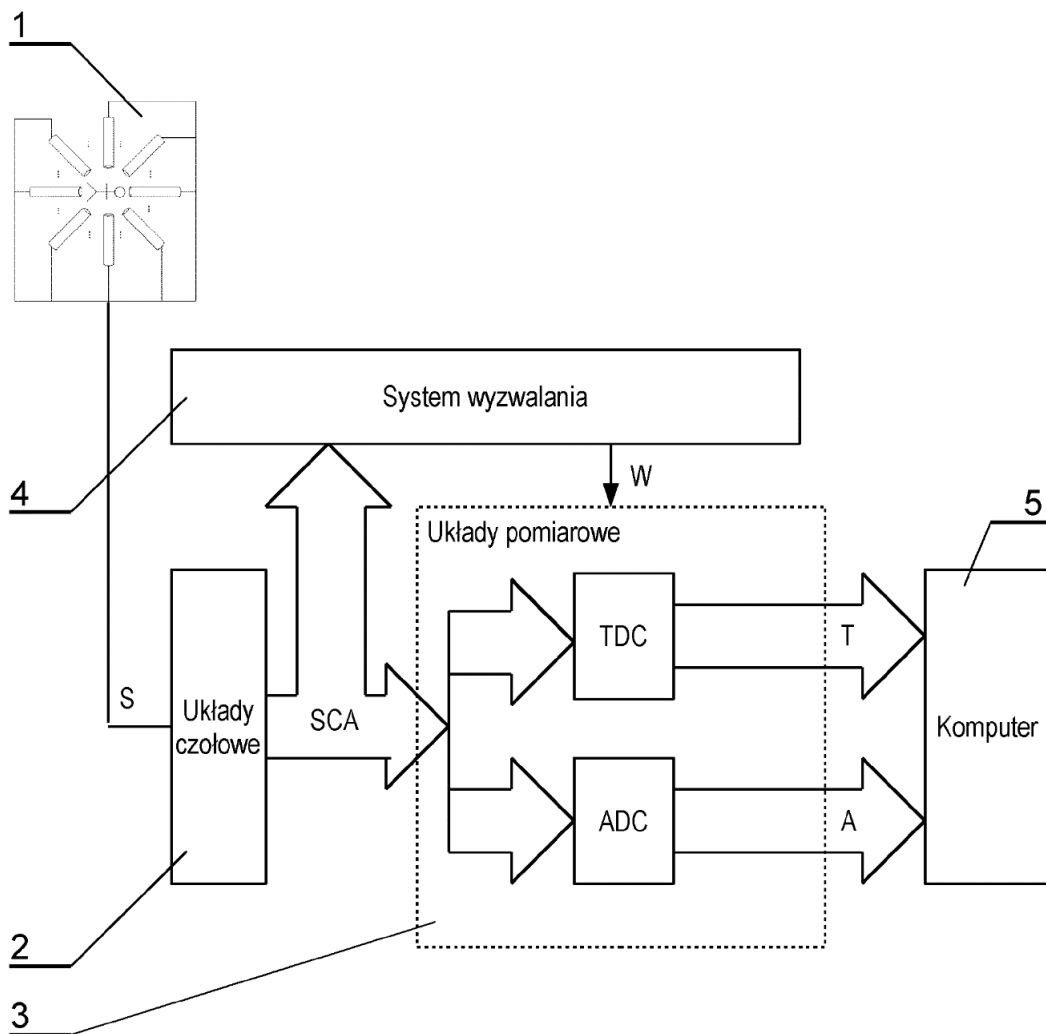 1
System wyzwalania
4
W
5
Układy pomiarowe
TDC
T
S
Układy
czołowe
SCA
Komputer
ADC
A
2
3